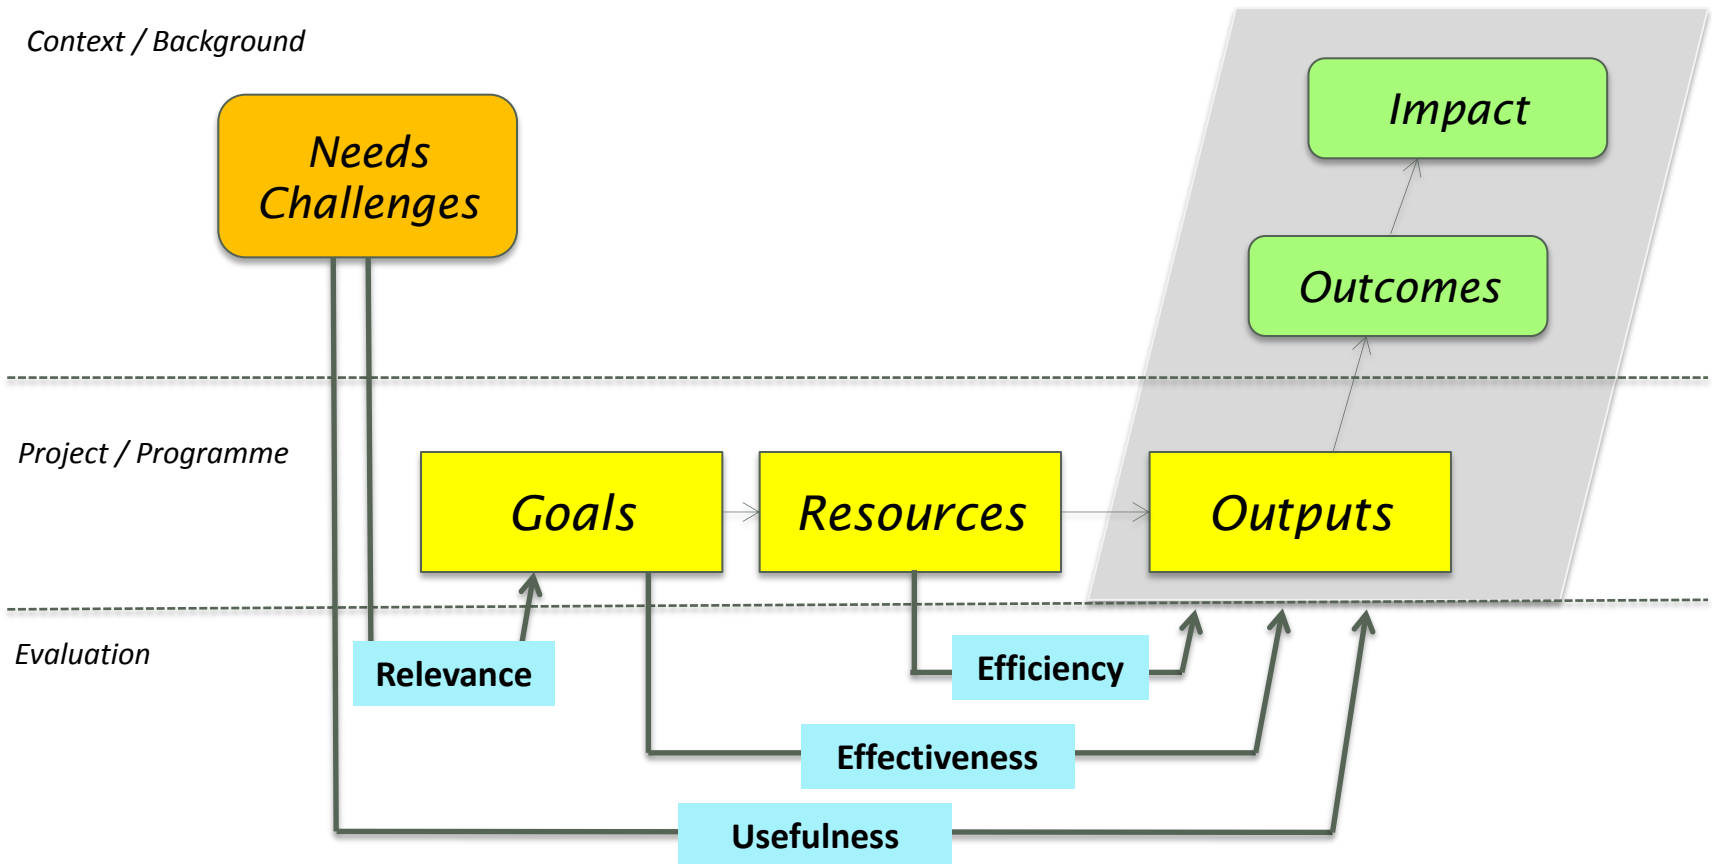 Context / Background
Needs
Challenges
Impact
Outcomes
Project / Programme
Goals
Resources
Outputs
Evaluation
Relevance
Efficiency
Effectiveness
Usefulness